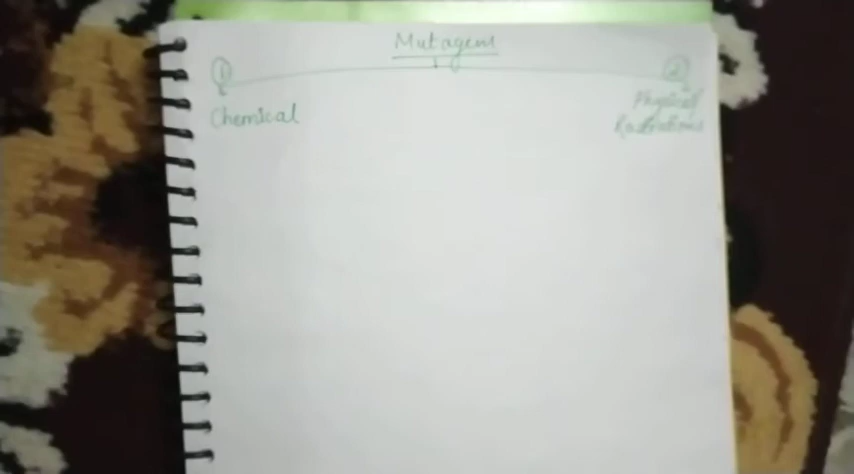 Mutagens
① ②
Chemical Physical
Radiations